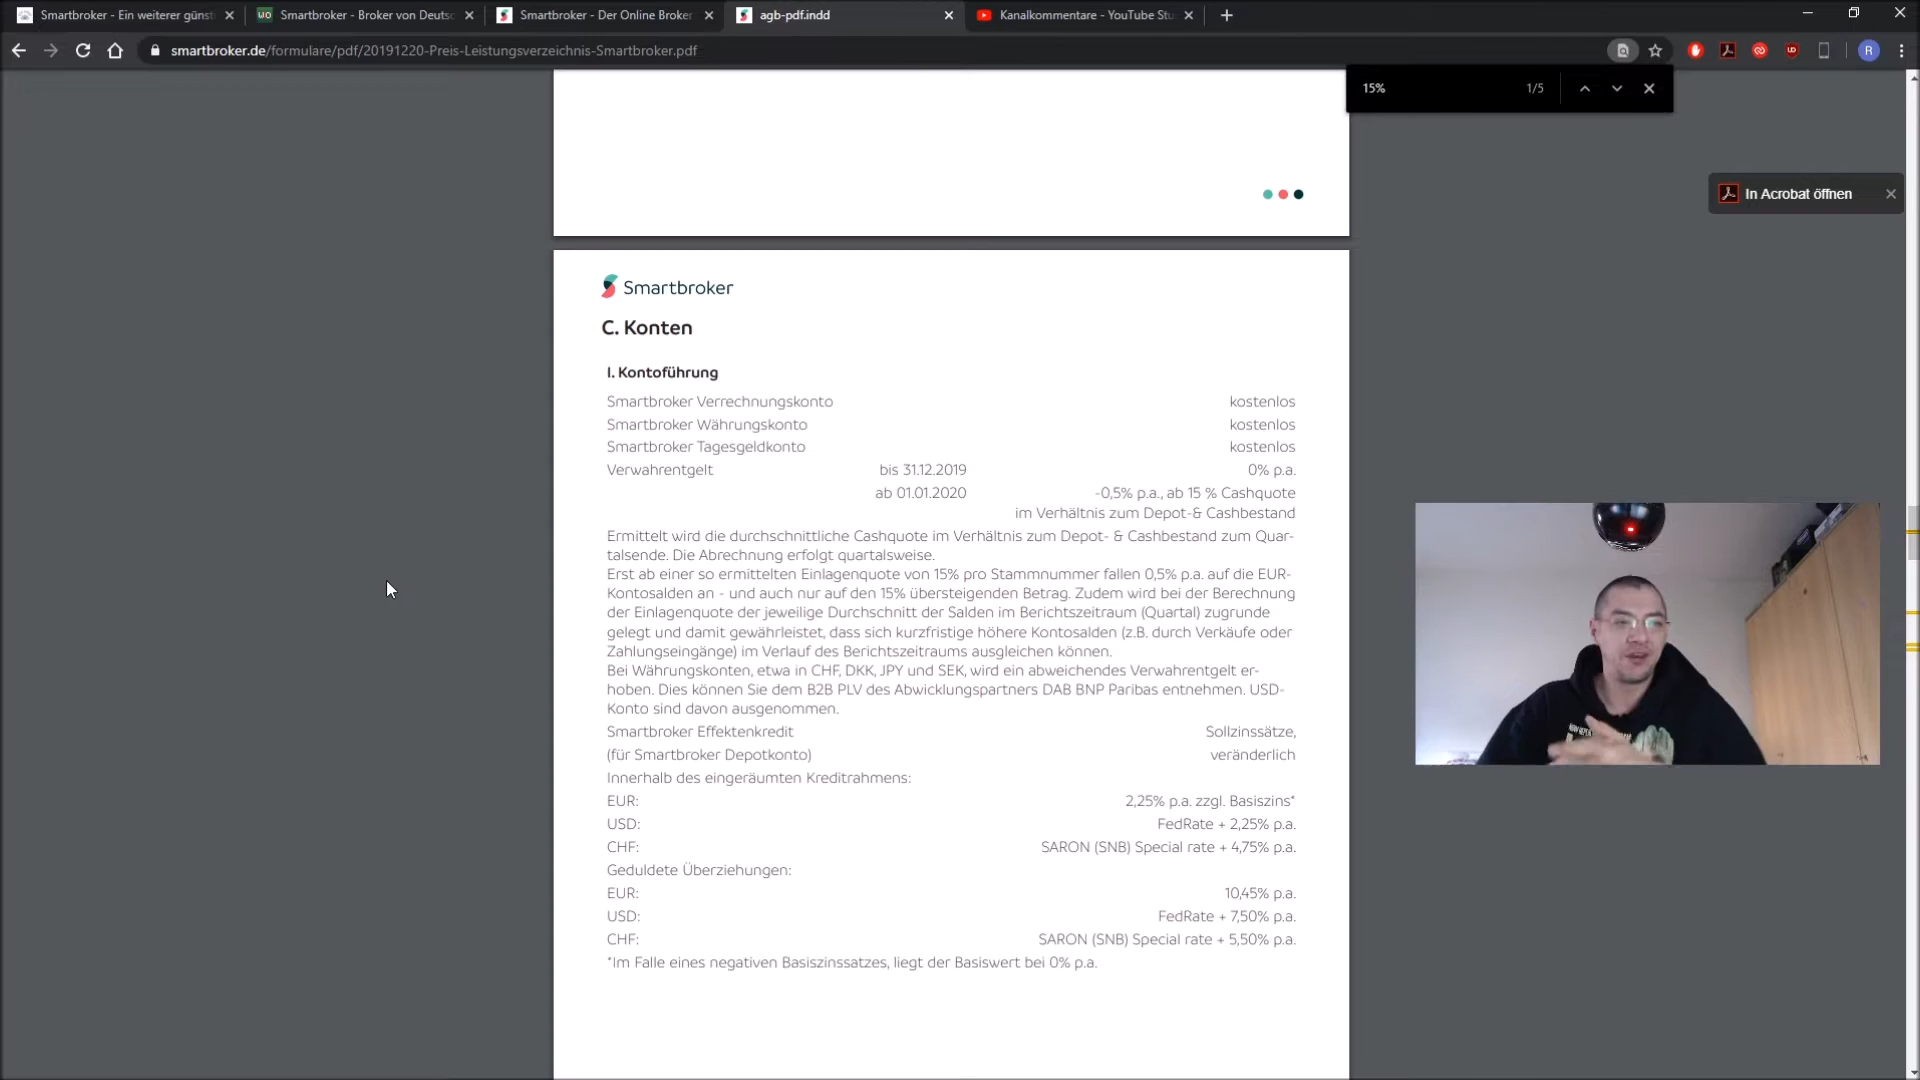 Smartbroker - Ein weiterer günst
Smartbroker - Broker von Deutsc
Smartbroker - Der Online Broker
agb-pdf.indd
Kanalkommentare - YouTube Stu
smartbroker.de/formulare/pdf/20191220-Preis-Leistungsverzeichnis-Smartbroker.pdf
R
15%
1/5
In Acrobat öffnen
Smartbroker
C. Konten
I. Kontoführung
Smartbroker Verrechnungskonto kostenlos
Smartbroker Währungskonto kostenlos
Smartbroker Tagesgeldkonto kostenlos
Verwahrentgelt bis 31.12.2019 0% p.a.
ab 01.01.2020 -0,5% p.a., ab 15 % Cashquote
im Verhältnis zum Depot-& Cashbestand
Ermittelt wird die durchschnittliche Cashquote im Verhältnis zum Depot- & Cashbestand zum Quar-
talsende. Die Abrechnung erfolgt quartalsweise.
Erst ab einer so ermittelten Einlagenquote von 15% pro Stammnummer fallen 0,5% p.a. auf die EUR-
Kontosalden an - und auch nur auf den 15% übersteigenden Betrag. Zudem wird bei der Berechnung
der Einlagenquote der jeweilige Durchschnitt der Salden im Berichtszeitraum (Quartal) zugrunde
gelegt und damit gewährleistet, dass sich kurzfristige höhere Kontosalden (z.B. durch Verkäufe oder
Zahlungseingänge) im Verlauf des Berichtszeitraums ausgleichen können.
Bei Währungskonten, etwa in CHF, DKK, JPY und SEK, wird ein abweichendes Verwahrentgelt er-
hoben. Dies können Sie dem B2B PLV des Abwicklungspartners DAB BNP Paribas entnehmen. USD-
Konto sind davon ausgenommen.
Smartbroker Effektenkredit Sollzinssätze,
(für Smartbroker Depotkonto) veränderlich
Innerhalb des eingeräumten Kreditrahmens:
EUR: 2,25% p.a. zzgl. Basiszins*
USD: FedRate + 2,25% p.a.
CHF: SARON (SNB) Special rate + 4,75% p.a.
Geduldete Überziehungen:
EUR: 10,45% p.a.
USD: FedRate + 7,50% p.a.
CHF: SARON (SNB) Special rate + 5,50% p.a.
*Im Falle eines negativen Basiszinssatzes, liegt der Basiswert bei 0% p.a.